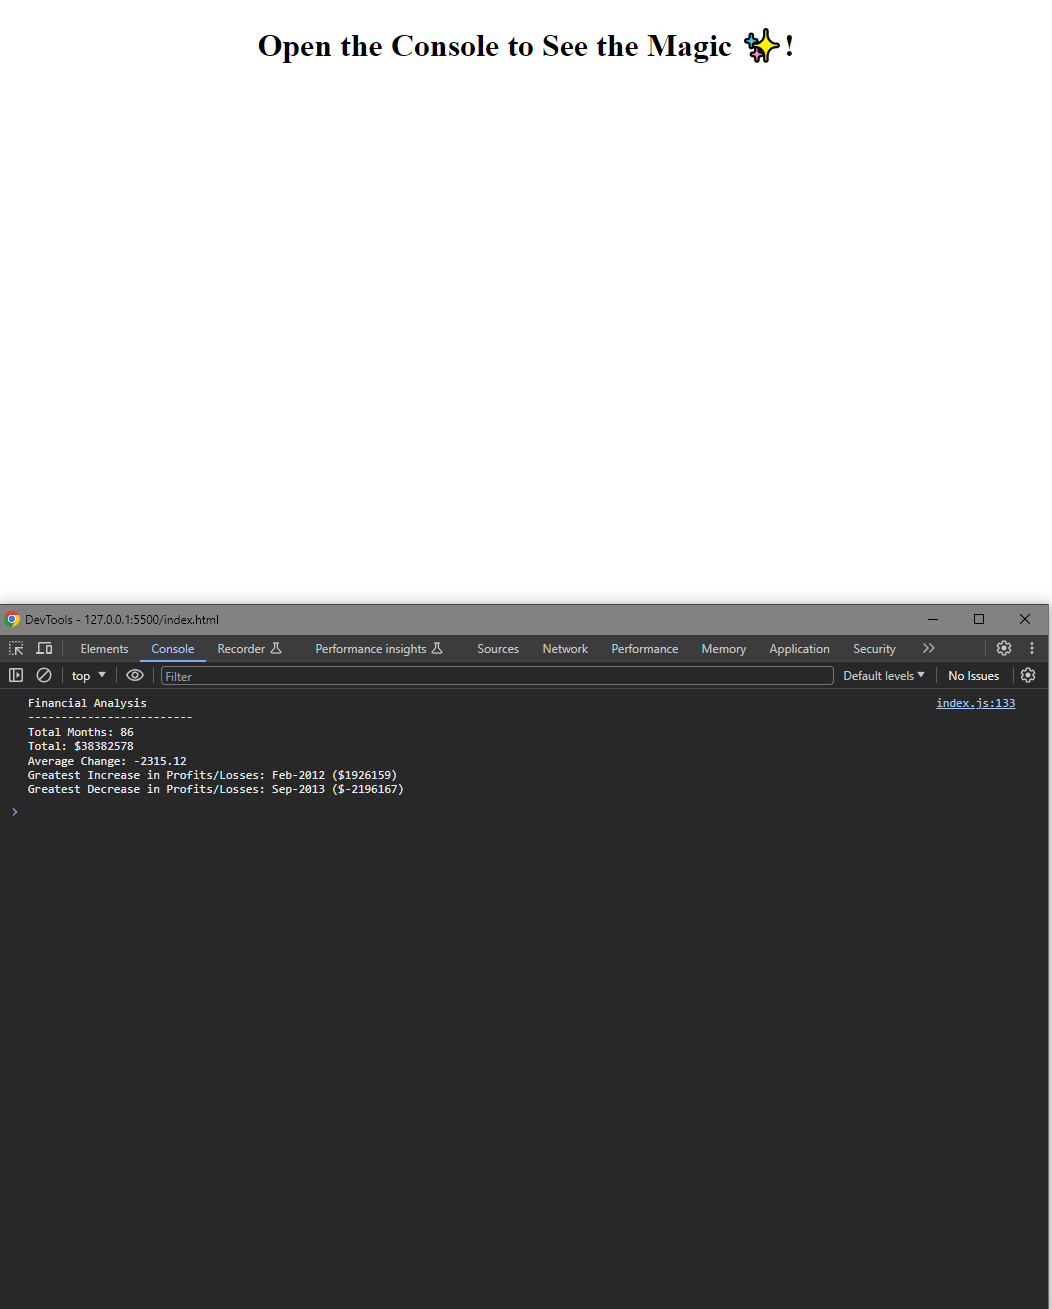 Open the Console to See the Magic ✨!
DevTools - 127.0.0.1:5500/index.html
Elements Console Recorder Performance insights Sources Network Performance Memory Application Security
top Filter Default levels No Issues
Financial Analysis index.js:133
-------------------------
Total Months: 86
Total: $38382578
Average Change: -2315.12
Greatest Increase in Profits/Losses: Feb-2012 ($1926159)
Greatest Decrease in Profits/Losses: Sep-2013 ($-2196167)